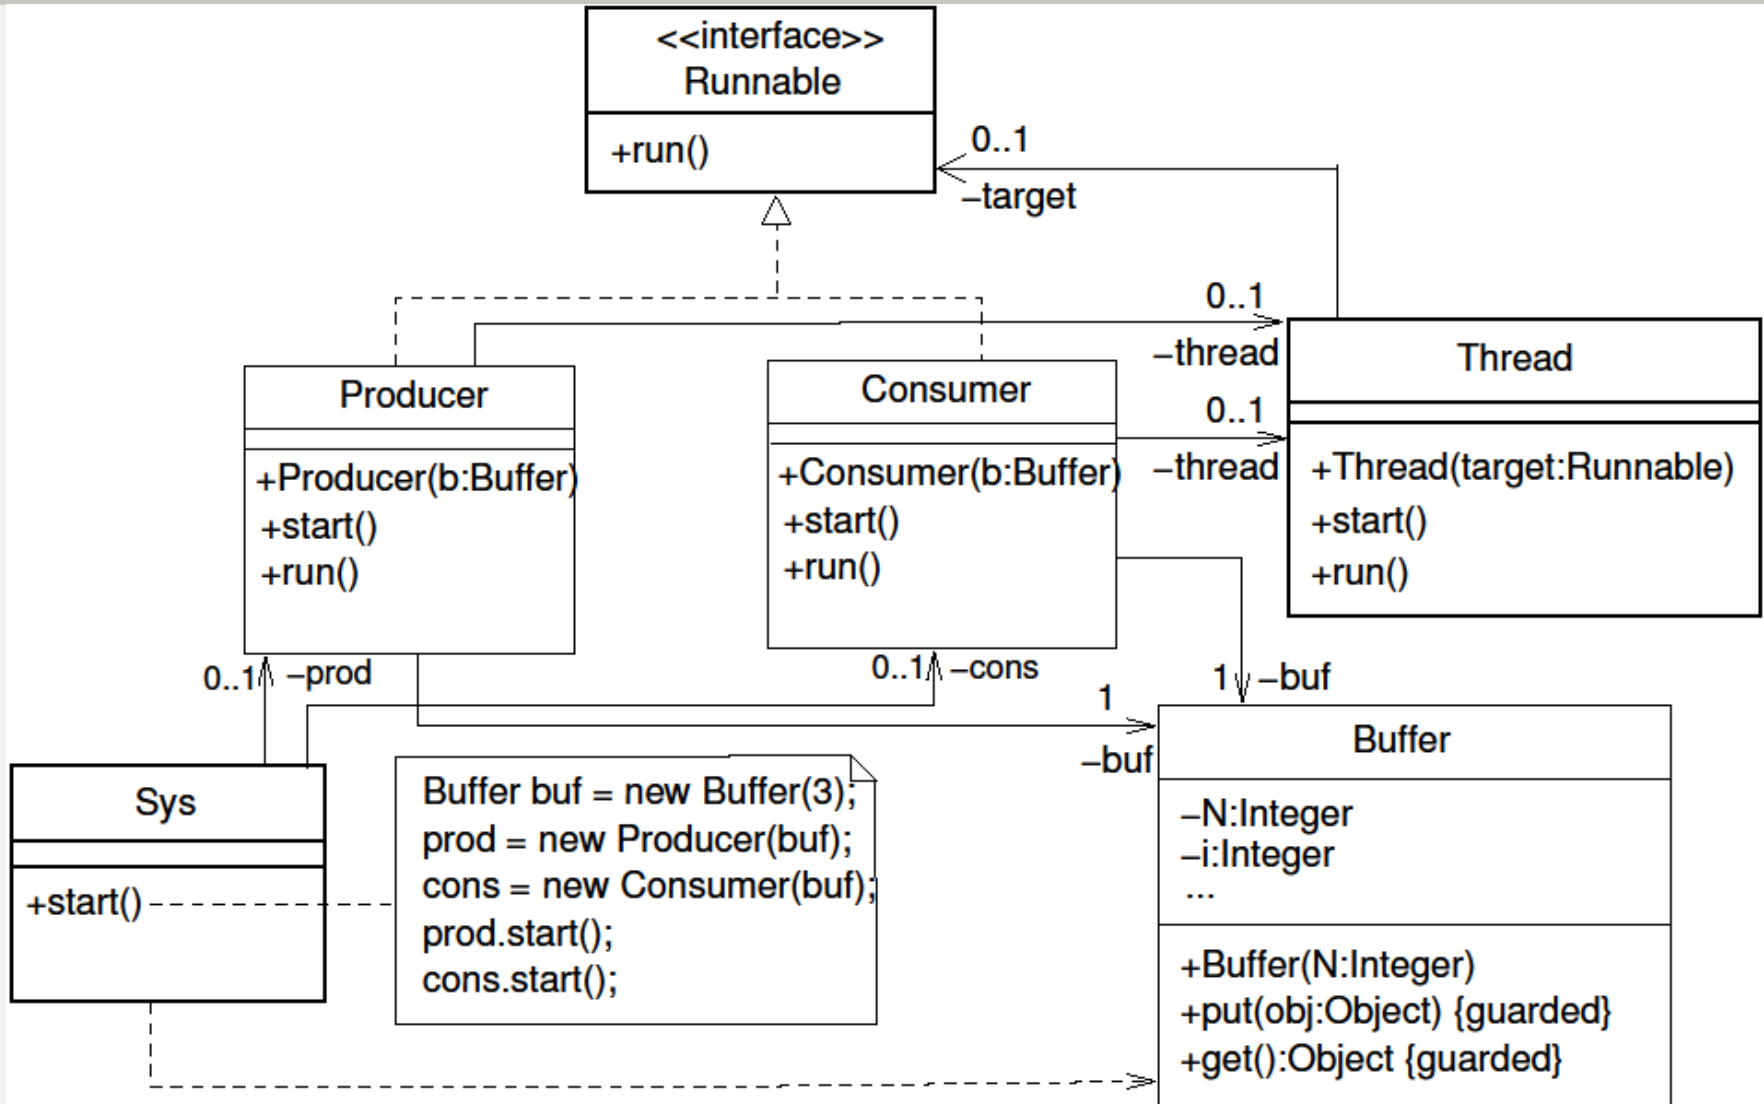 <<interface>>
Runnable
+run()
0..1
–target
0..1
–thread
Thread
+Thread(target:Runnable)
+start()
+run()
Producer
+Producer(b:Buffer)
+start()
+run()
Consumer
+Consumer(b:Buffer)
+start()
+run()
0..1
–thread
0..1
–prod
0..1
–cons
1
–buf
1
–buf
Sys
+start()
Buffer buf = new Buffer(3);
prod = new Producer(buf);
cons = new Consumer(buf);
prod.start();
cons.start();
Buffer
–N:Integer
–i:Integer
...
+Buffer(N:Integer)
+put(obj:Object) {guarded}
+get():Object {guarded}